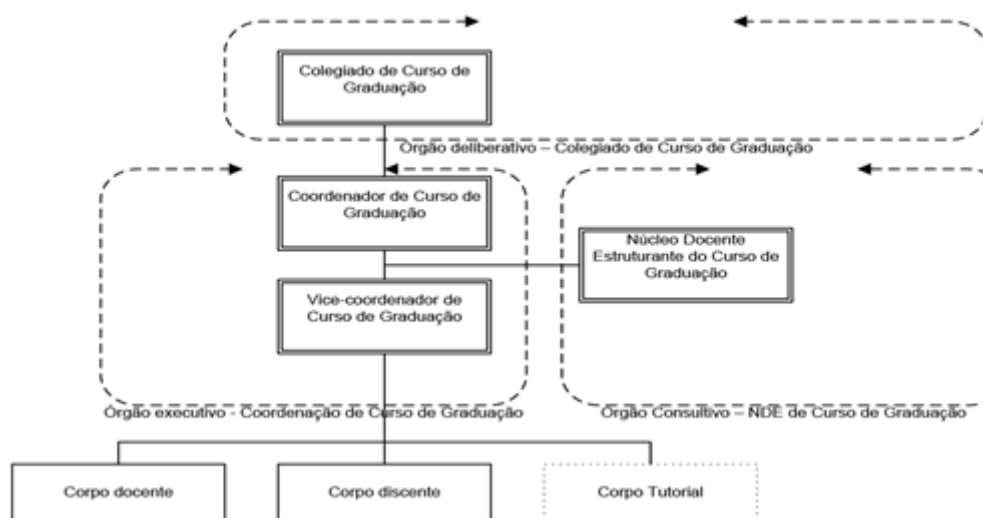 Colegiado de Curso de
Graduação
Órgão deliberativo – Colegiado de Curso de Graduação
Coordenador de Curso de
Graduação
Núcleo Docente
Estruturante do Curso de
Graduação
Vice-coordenador de
Curso de Graduação
Órgão executivo - Coordenação de Curso de Graduação
Órgão Consultivo – NDE de Curso de Graduação
Corpo docente
Corpo discente
Corpo Tutorial